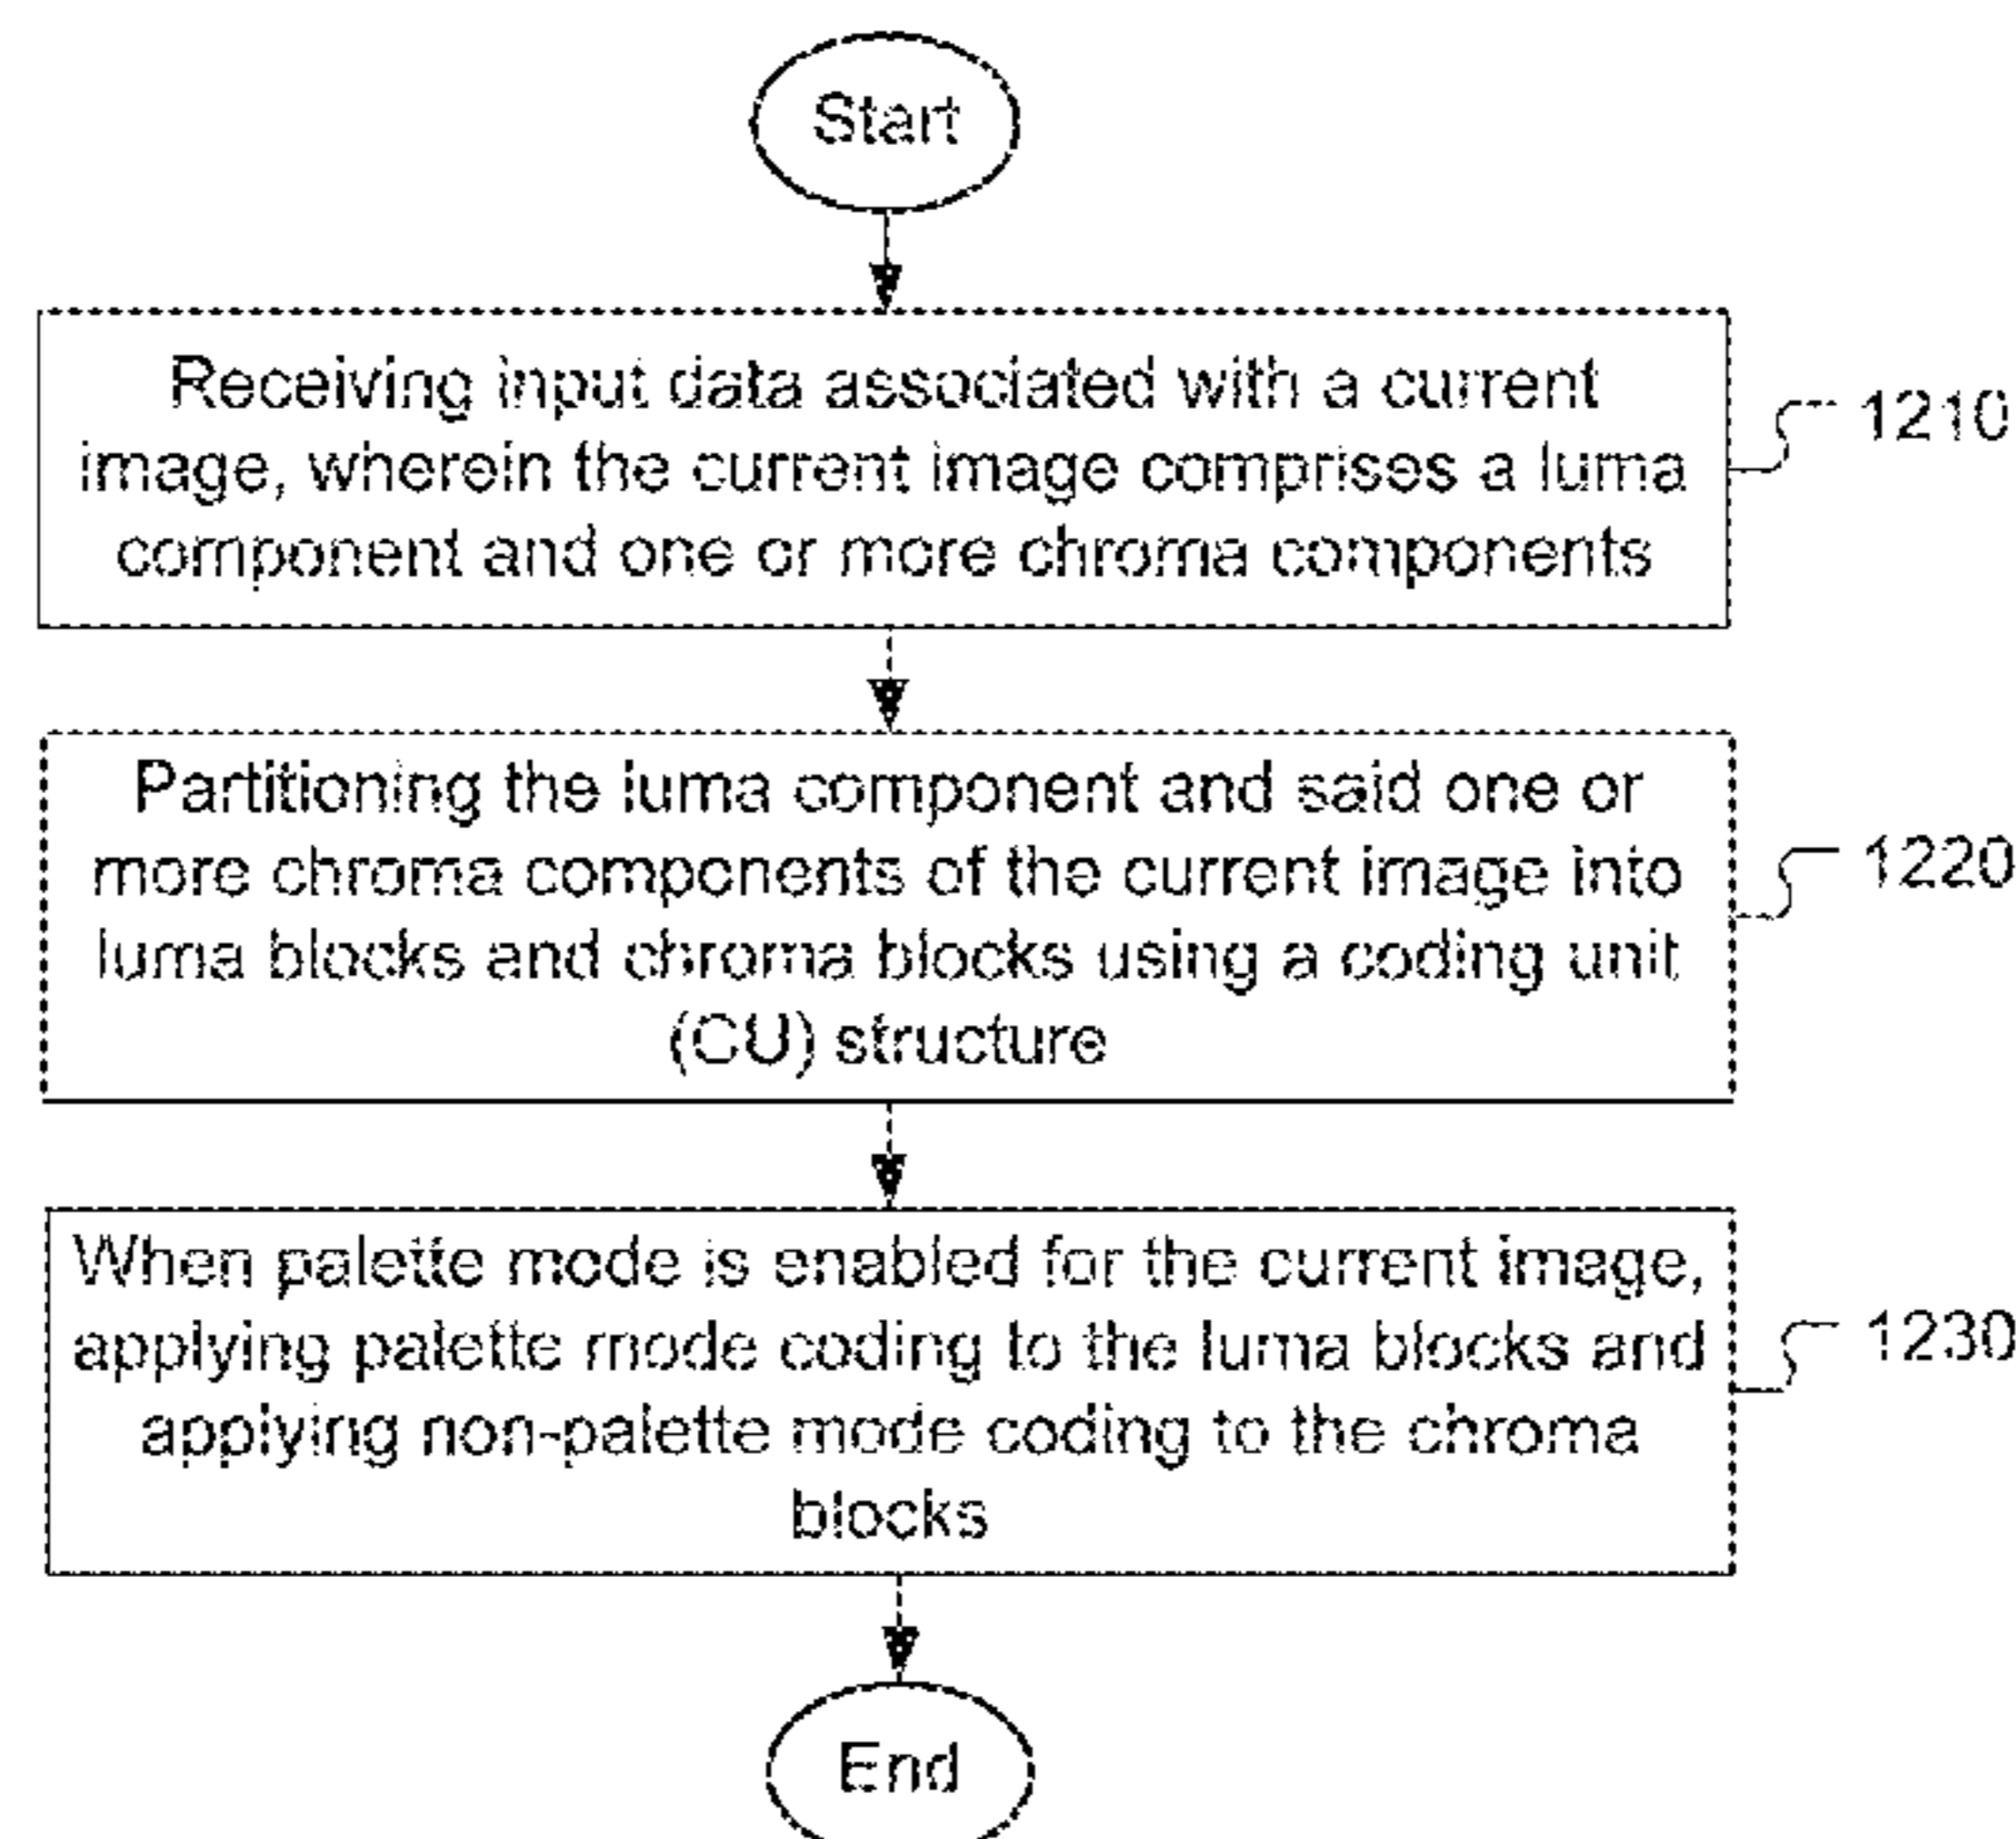 Start
Receiving input data associated with a current
image, wherein the current image comprises a luma
component and one or more chroma components
1210
Partitioning the luma component and said one or
more chroma components of the current image into
luma blocks and chroma blocks using a coding unit
(CU) structure
1220
When palette mode is enabled for the current image,
applying palette mode coding to the luma blocks and
applying non-palette mode coding to the chroma
blocks
1230
End